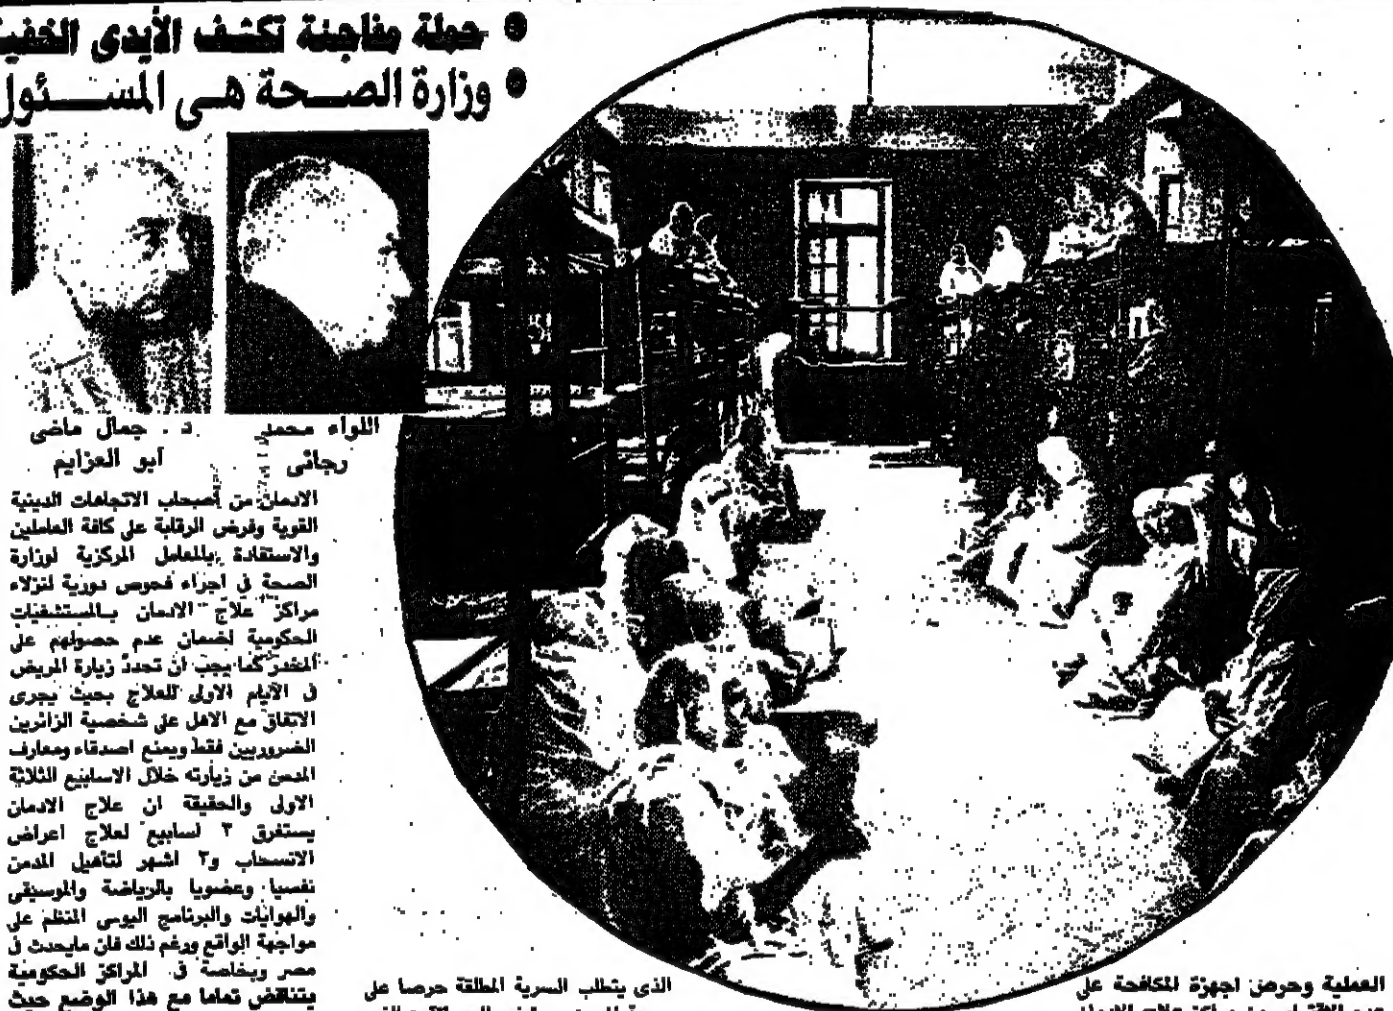 ● حملة مفاجئة تكشف الأيدى الخفية
● وزارة الصحة هى المسئول
اللواء محمد
رجائى
د . جمال ماضى
أبو العزايم
العملية وحرص اجهزة المكافحة على
الذى يتطلب السرية المطلقة حرصا على
الادمان من أصحاب الاتجاهات الدينية
القوية وفرض الرقابة على كافة العاملين
والاستفادة بالمعامل المركزية لوزارة
الصحة فى اجراء فحوص دورية لنزلاء
مراكز علاج الادمان بالمستشفيات
الحكومية لضمان عدم حصولهم على
المخدر كما يجب ان تحدد زيارة المريض
فى الأيام الاولى للعلاج بحيث يجرى
الاتفاق مع الاهل على شخصية الزائرين
الضروريين فقط ويمنع اصدقاء ومعارف
المدمن من زيارته خلال الاسابيع الثلاثة
الاولى والحقيقة ان علاج الادمان
يستغرق ٣ اسابيع لعلاج اعراض
الانسحاب و٣ اشهر لتأهيل المدمن
نفسيا وعضويا بالرياضة والموسيقى
والهوايات والبرنامج اليومى المنظم على
مواجهة الواقع ورغم ذلك فان مايحدث فى
مصر وبخاصة فى المراكز الحكومية
يتناقض تماما مع هذا الوضع حيث